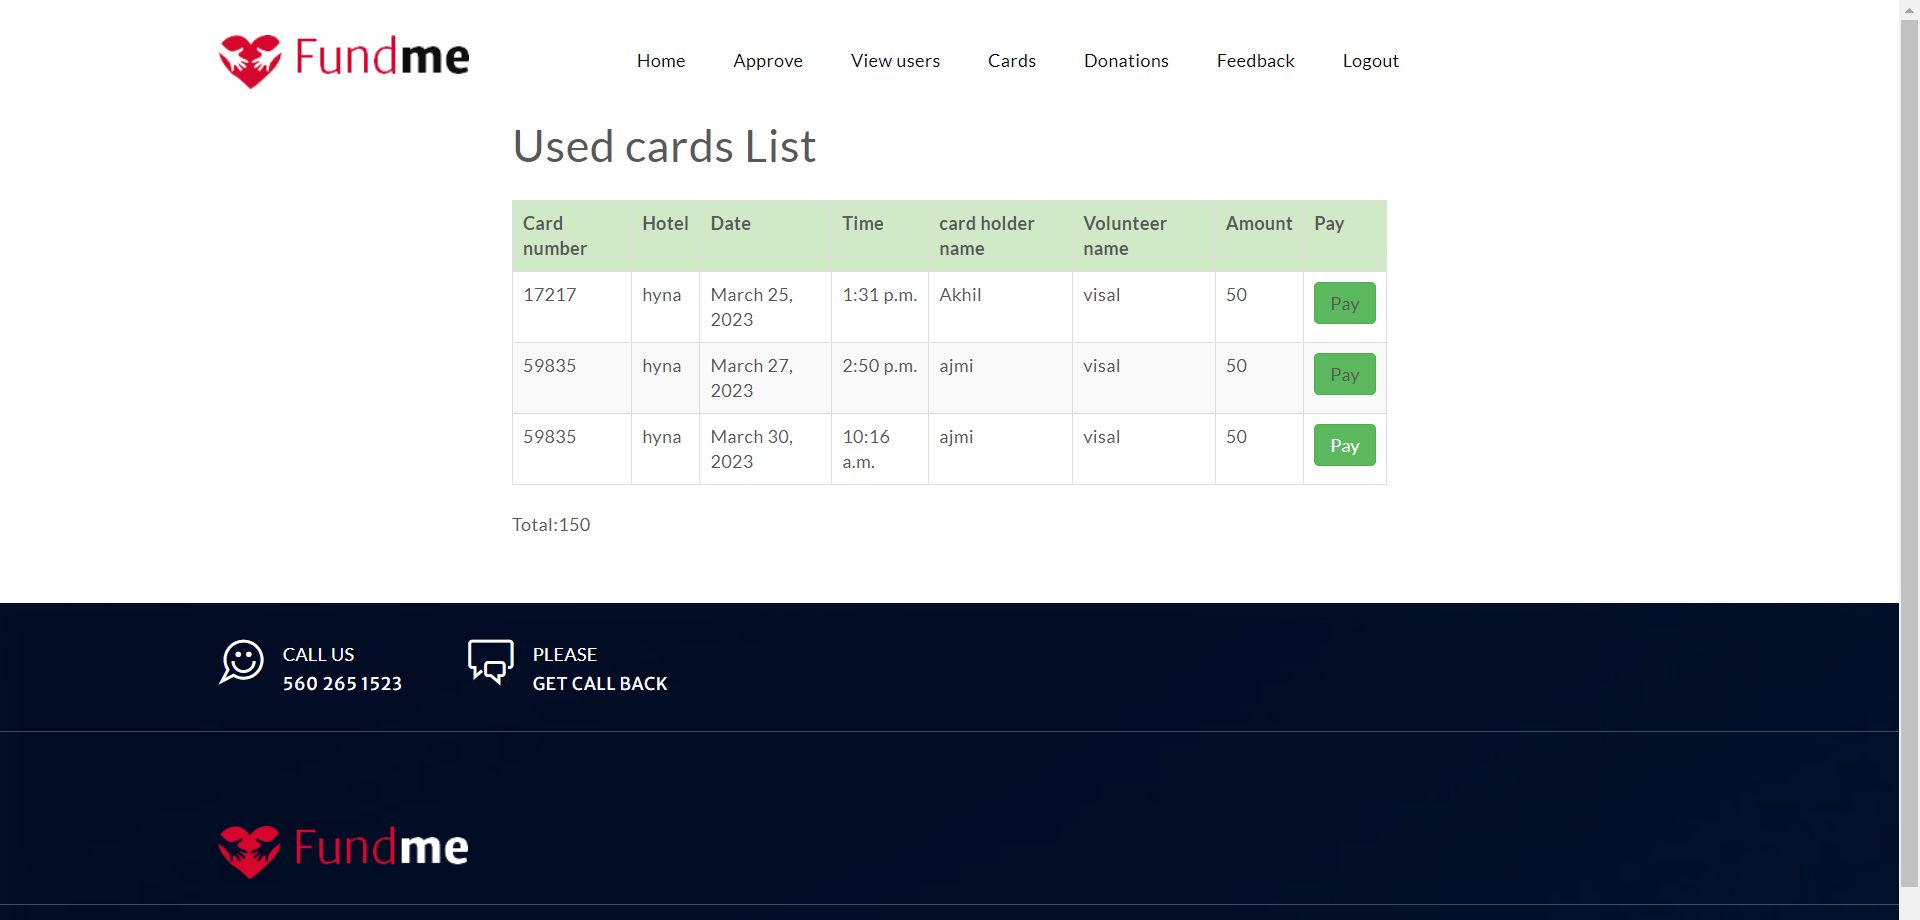 Fundme
Home Approve View users Cards Donations Feedback Logout
Used cards List
Card number Hotel Date Time card holder name Volunteer name Amount Pay
17217 hyna March 25, 2023 1:31 p.m. Akhil visal 50 Pay
59835 hyna March 27, 2023 2:50 p.m. ajmi visal 50 Pay
59835 hyna March 30, 2023 10:16 a.m. ajmi visal 50 Pay
Total:150
CALL US
560 265 1523
PLEASE
GET CALL BACK
Fundme